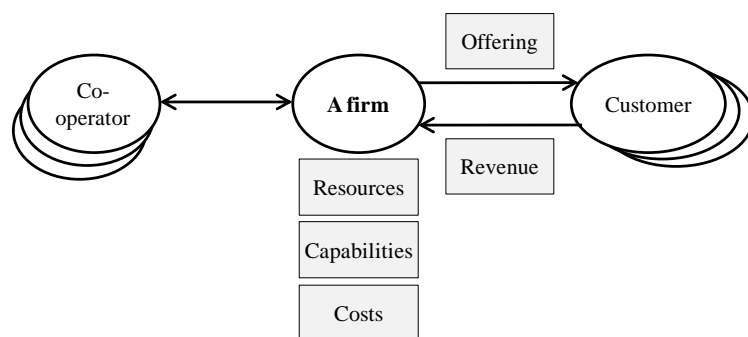 Offering
Co-
operator
A firm
Customer
Revenue
Resources
Capabilities
Costs